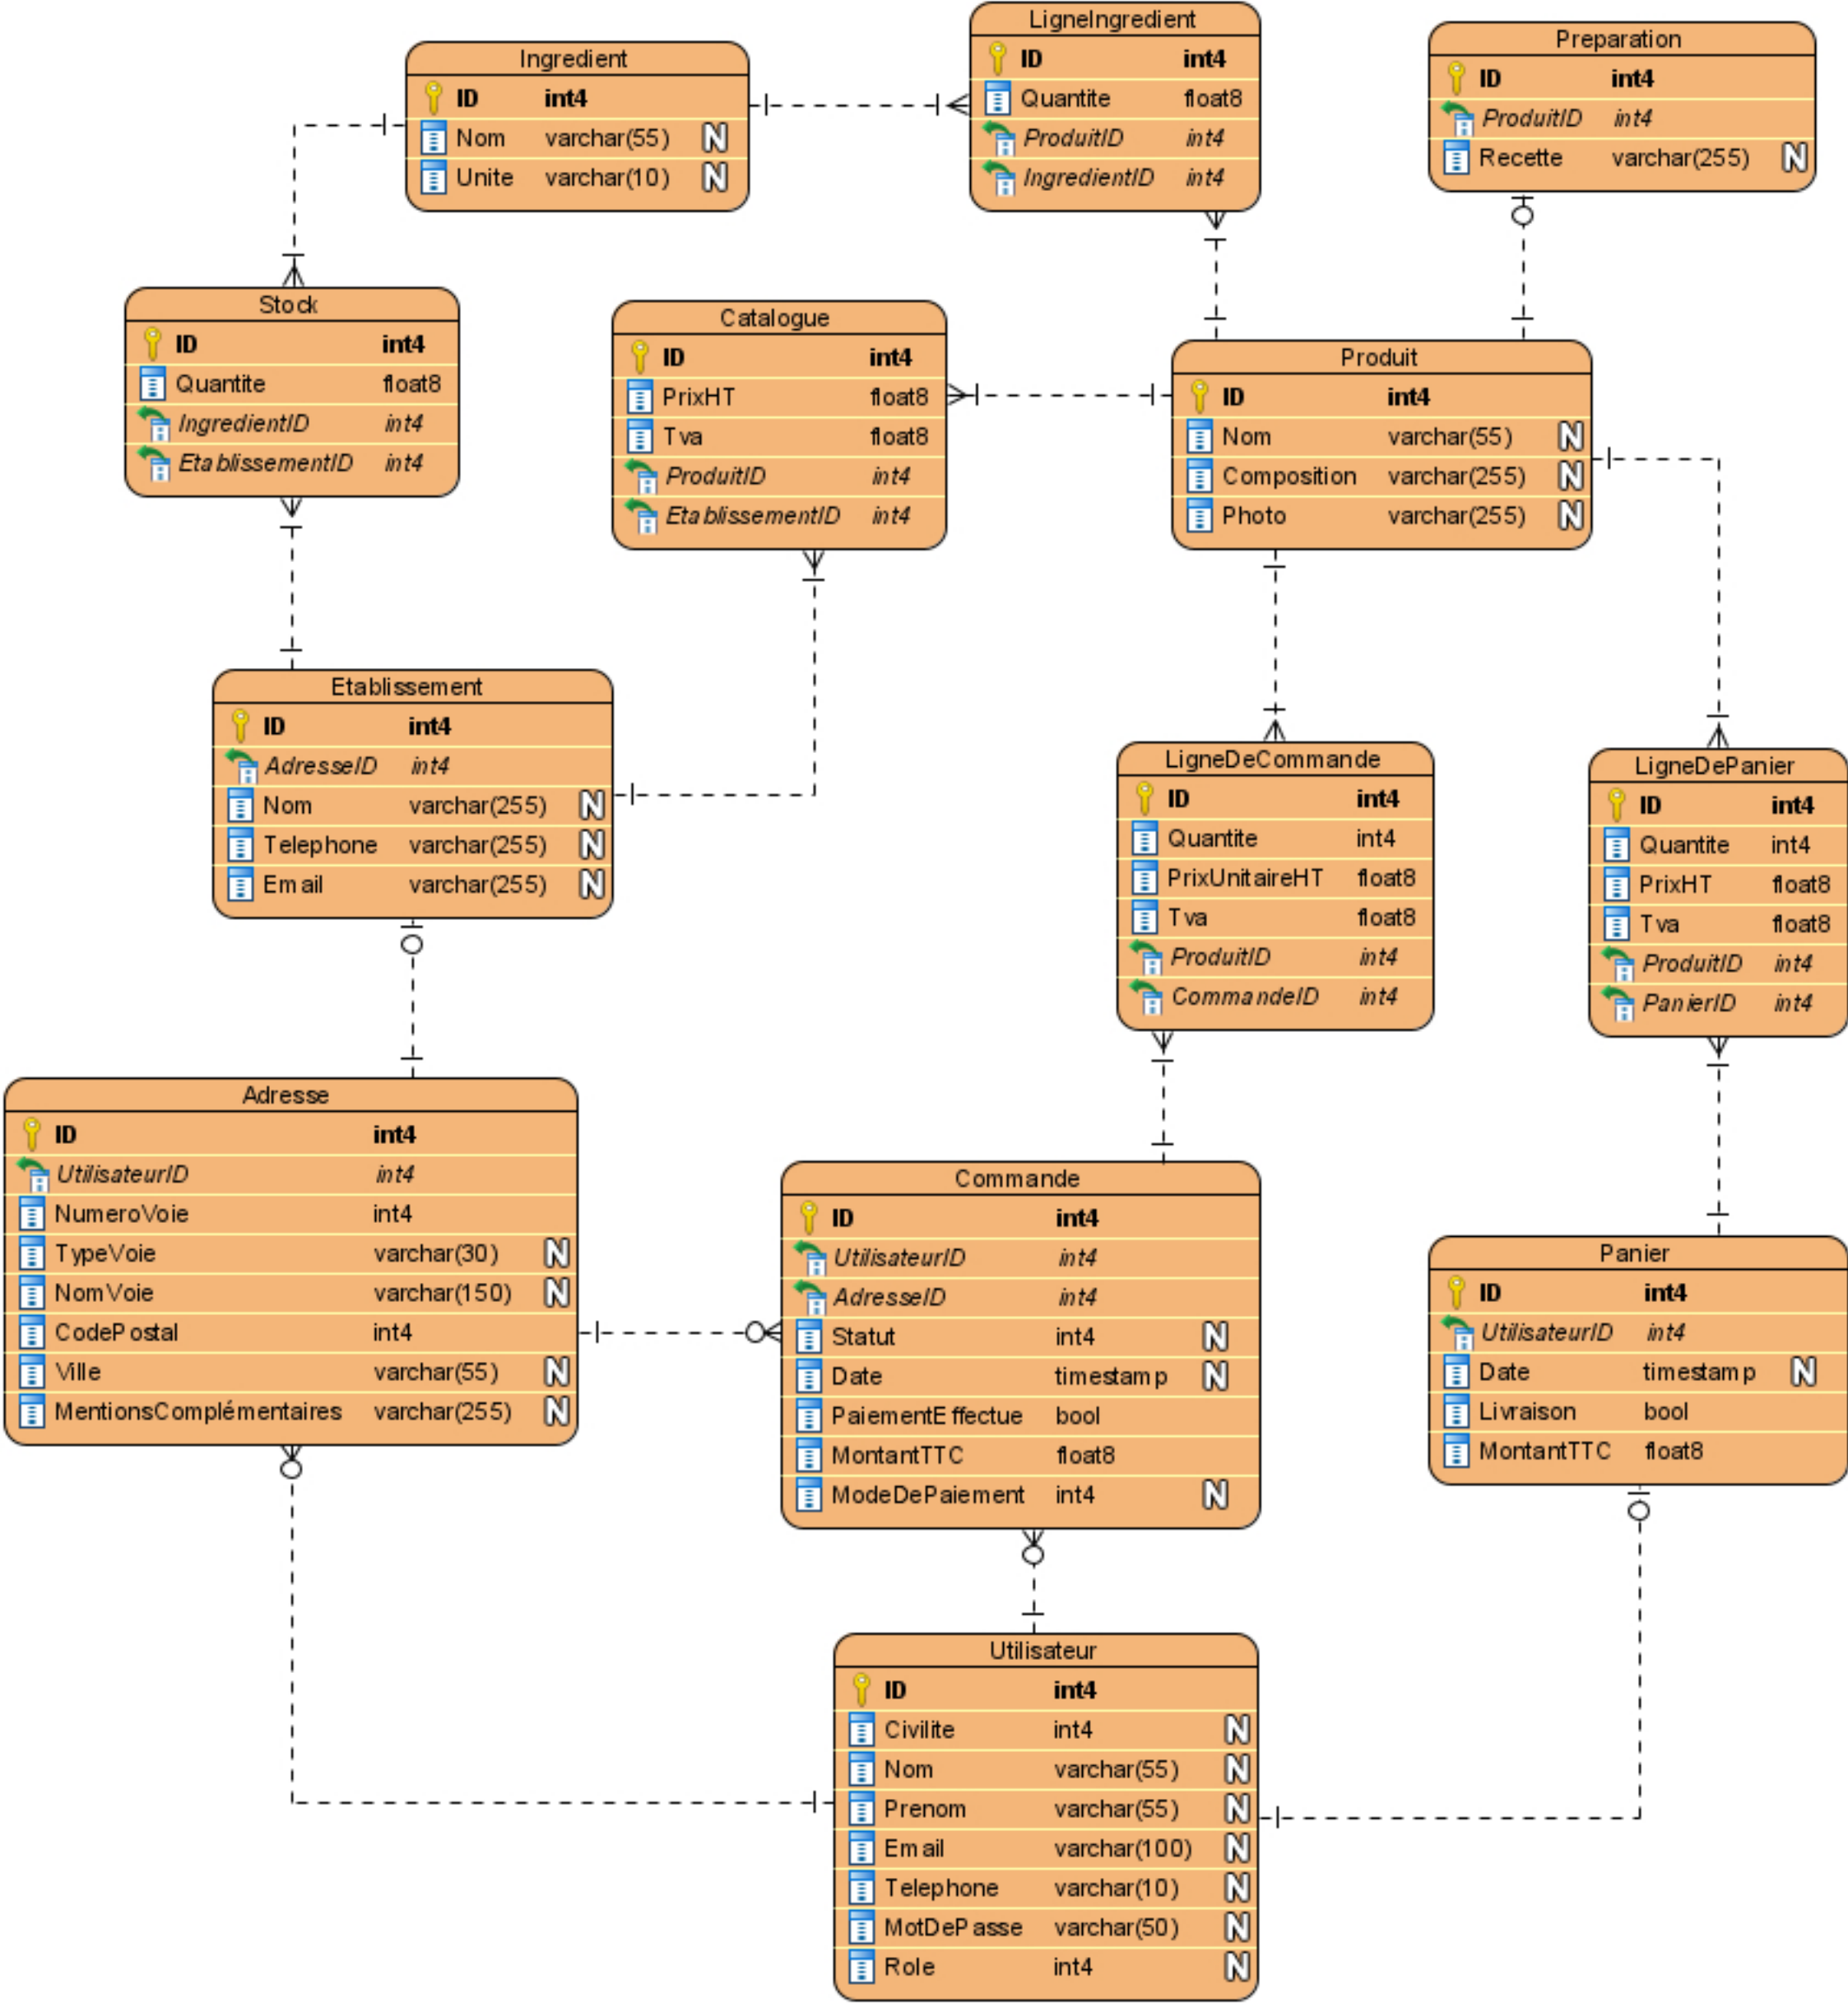 Ingredient
ID int4
Nom varchar(55) N
Unite varchar(10) N
LigneIngredient
ID int4
Quantite float8
ProduitID int4
IngredientID int4
Preparation
ID int4
ProduitID int4
Recette varchar(255) N
Stock
ID int4
Quantite float8
IngredientID int4
EtablissementID int4
Catalogue
ID int4
PrixHT float8
Tva float8
ProduitID int4
EtablissementID int4
Produit
ID int4
Nom varchar(55) N
Composition varchar(255) N
Photo varchar(255) N
Etablissement
ID int4
AdresseID int4
Nom varchar(255) N
Telephone varchar(255) N
Email varchar(255) N
LigneDeCommande
ID int4
Quantite int4
PrixUnitaireHT float8
Tva float8
ProduitID int4
CommandeID int4
LigneDePanier
ID int4
Quantite int4
PrixHT float8
Tva float8
ProduitID int4
PanierID int4
Adresse
ID int4
UtilisateurID int4
NumeroVoie int4
TypeVoie varchar(30) N
NomVoie varchar(150) N
CodePostal int4
Ville varchar(55) N
MentionsComplémentaires varchar(255) N
Commande
ID int4
UtilisateurID int4
AdresseID int4
Statut int4 N
Date timestamp N
PaiementEffectue bool
MontantTTC float8
ModeDePaiement int4 N
Panier
ID int4
UtilisateurID int4
Date timestamp N
Livraison bool
MontantTTC float8
Utilisateur
ID int4
Civilite int4 N
Nom varchar(55) N
Prenom varchar(55) N
Email varchar(100) N
Telephone varchar(10) N
MotDePasse varchar(50) N
Role int4 N